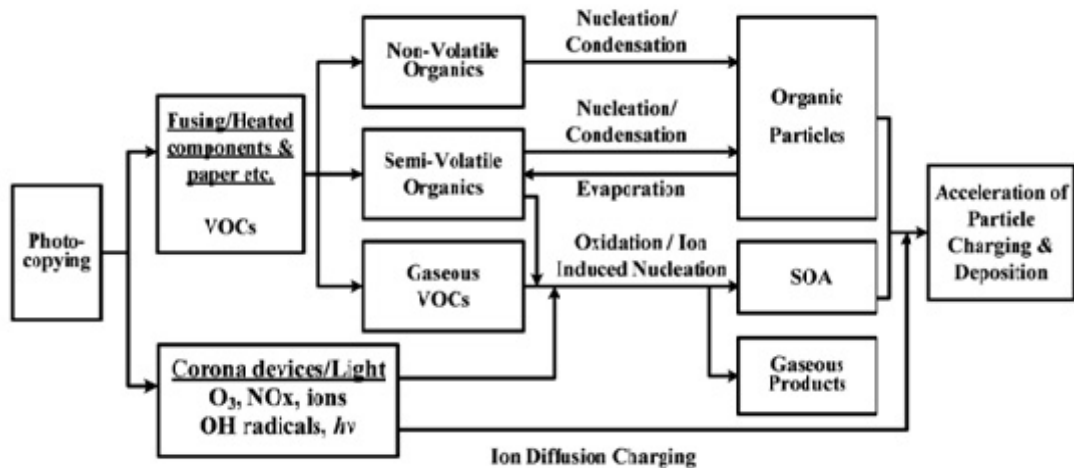 Photo-
copying
Fusing/Heated
components &
paper etc.
VOCs
Corona devices/Light
O₃, NOx, ions
OH radicals, hν
Non-Volatile
Organics
Semi-Volatile
Organics
Gaseous
VOCs
Nucleation/
Condensation
Nucleation/
Condensation
Evaporation
Oxidation / Ion
Induced Nucleation
Ion Diffusion Charging
Organic
Particles
SOA
Gaseous
Products
Acceleration of
Particle
Charging &
Deposition